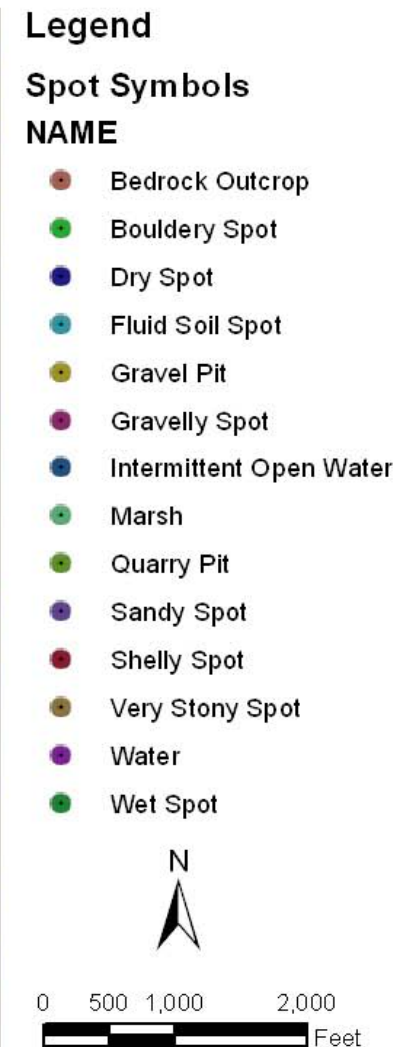 Legend
Spot Symbols
NAME
Bedrock Outcrop
Bouldery Spot
Dry Spot
Fluid Soil Spot
Gravel Pit
Gravelly Spot
Intermittent Open Water
Marsh
Quarry Pit
Sandy Spot
Shelly Spot
Very Stony Spot
Water
Wet Spot
N
0 500 1,000 2,000
Feet